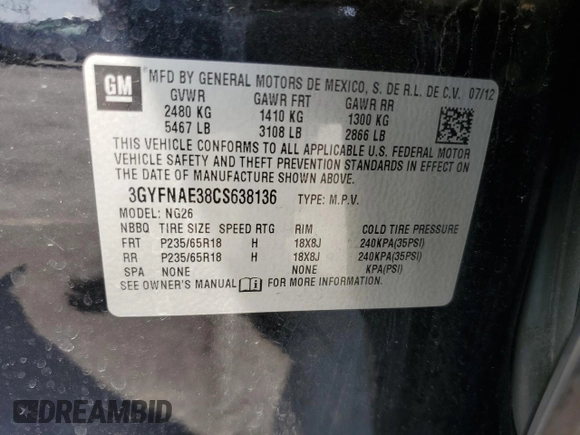 GM
MFD BY GENERAL MOTORS DE MEXICO, S. DE R.L. DE C.V. 07/12
GVWR GAWR FRT GAWR RR
2480 KG 1410 KG 1300 KG
5467 LB 3108 LB 2866 LB
THIS VEHICLE CONFORMS TO ALL APPLICABLE U.S. FEDERAL MOTOR
VEHICLE SAFETY AND THEFT PREVENTION STANDARDS IN EFFECT ON
THE DATE OF MANUFACTURE SHOWN ABOVE.
3GYFNAE38CS638136 TYPE: M.P.V.
MODEL: NG26
NBBQ TIRE SIZE SPEED RTG RIM COLD TIRE PRESSURE
FRT P235/65R18 H 18X8J 240KPA(35PSI)
RR P235/65R18 H 18X8J 240KPA(35PSI)
SPA NONE NONE KPA(PSI)
SEE OWNER'S MANUAL FOR MORE INFORMATION.
DREAMBID